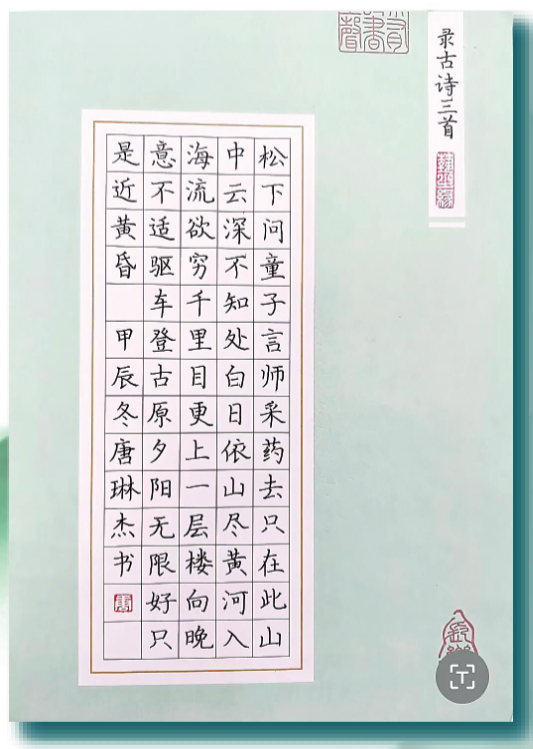 录古诗三首
松下问童子言师采药去只在此山
中云深不知处白日依山尽黄河入
海流欲穷千里目更上一层楼向晚
意不适驱车登古原夕阳无限好只
是近黄昏 甲辰冬唐琳杰书